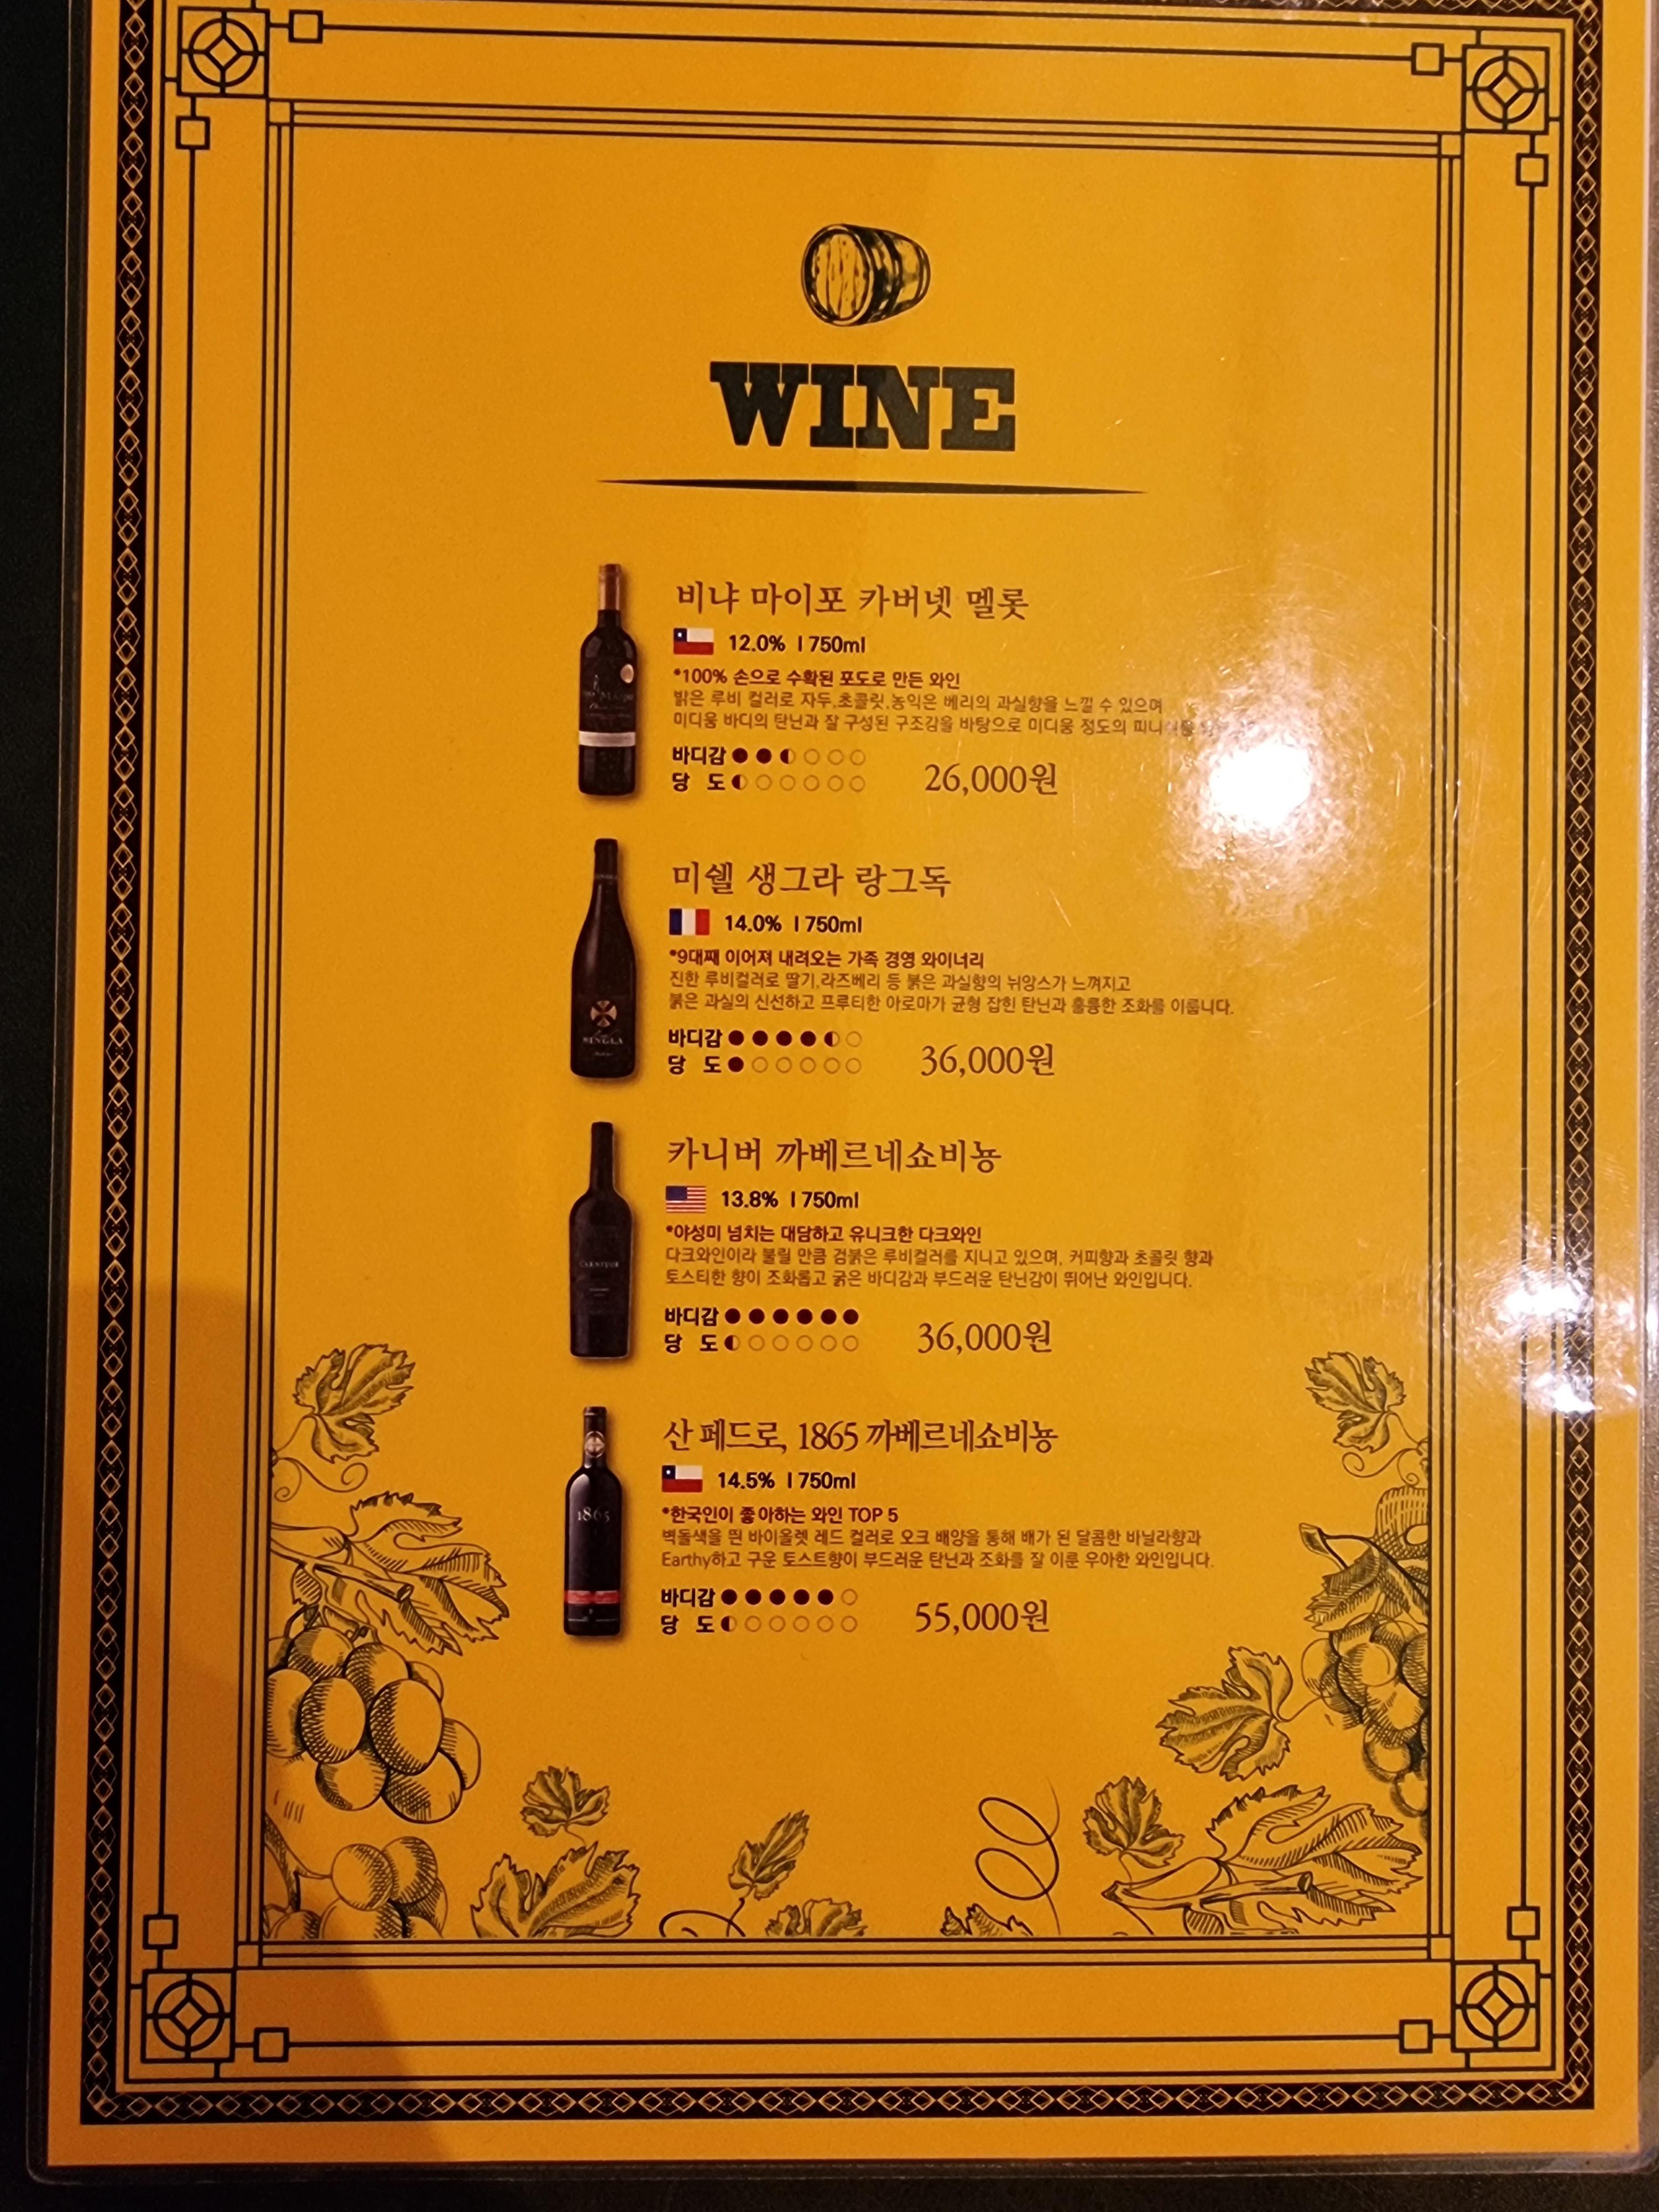 WINE
비냐 마이포 카버넷 멜롯
12.0% | 750ml
*100% 손으로 수확된 포도로 만든 와인
밝은 루비 컬러로 자두,초콜릿,농익은 베리의 과실향을 느낄 수 있으며
미디움 바디의 탄닌과 잘 구성된 구조감을 바탕으로 미디움 정도의
바디감
당 도
26,000원
미쉘 생그라 랑그독
14.0% | 750ml
*9대째 이어져 내려오는 가족 경영 와이너리
진한 루비컬러로 딸기,라즈베리 등 붉은 과실향의 뉘앙스가 느껴지고
붉은 과실의 신선하고 프루티한 아로마가 균형 잡힌 탄닌과 훌륭한 조화를 이룹니다.
SINGLA
바디감
당 도
36,000원
카니버 까베르네쇼비뇽
13.8% | 750ml
*야성미 넘치는 대담하고 유니크한 다크와인
다크와인이라 불릴 만큼 검붉은 루비컬러를 지니고 있으며, 커피향과 초콜릿 향과
토스티한 향이 조화롭고 굵은 바디감과 부드러운 탄닌감이 뛰어난 와인입니다.
CARNIVOR
바디감
당 도
36,000원
산 페드로, 1865 까베르네쇼비뇽
14.5% | 750ml
*한국인이 좋아하는 와인 TOP 5
벽돌색을 띈 바이올렛 레드 컬러로 오크 배양을 통해 배가 된 달콤한 바닐라향과
Earthy하고 구운 토스트향이 부드러운 탄닌과 조화를 잘 이룬 우아한 와인입니다.
1865
바디감
당 도
55,000원